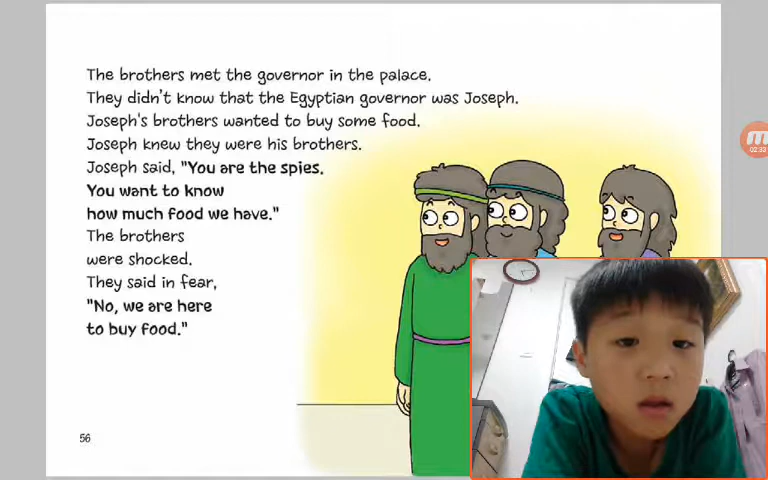 The brothers met the governor in the palace.
They didn't know that the Egyptian governor was Joseph.
Joseph's brothers wanted to buy some food.
Joseph knew they were his brothers.
Joseph said, "You are the spies.
You want to know
how much food we have."
The brothers
were shocked.
They said in fear,
"No, we are here
to buy food."
56
02:33